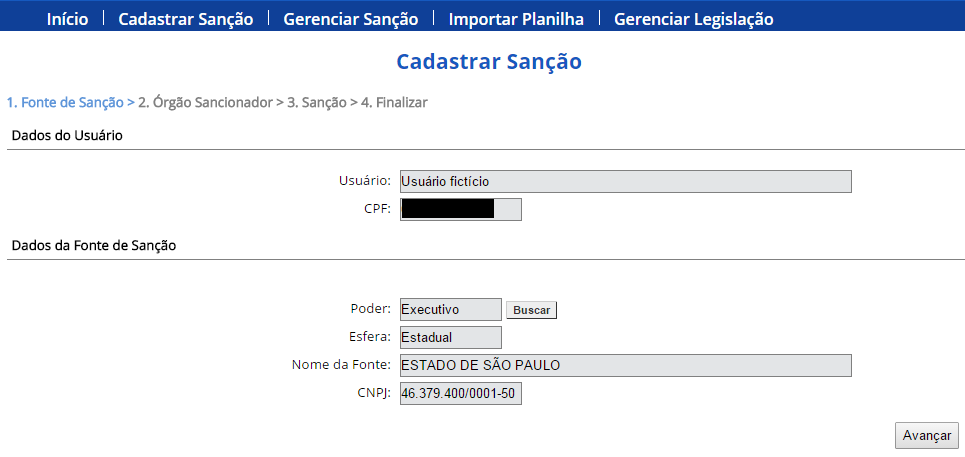 Início | Cadastrar Sanção | Gerenciar Sanção | Importar Planilha | Gerenciar Legislação
Cadastrar Sanção
1. Fonte de Sanção > 2. Órgão Sancionador > 3. Sanção > 4. Finalizar
Dados do Usuário
Usuário: Usuário fictício
CPF:
Dados da Fonte de Sanção
Poder: Executivo Buscar
Esfera: Estadual
Nome da Fonte: ESTADO DE SÃO PAULO
CNPJ: 46.379.400/0001-50
Avançar